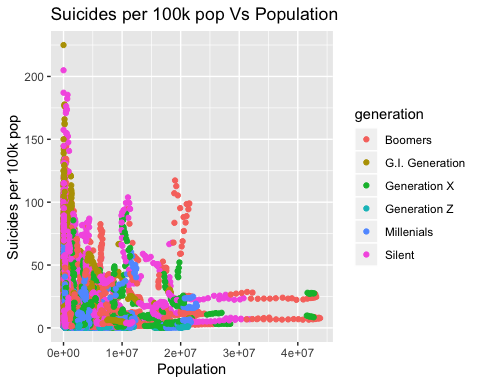 Suicides per 100k pop Vs Population
Suicides per 100k pop
200
150
100
50
0
0e+00 1e+07 2e+07 3e+07 4e+07
Population
generation
Boomers
G.I. Generation
Generation X
Generation Z
Millenials
Silent